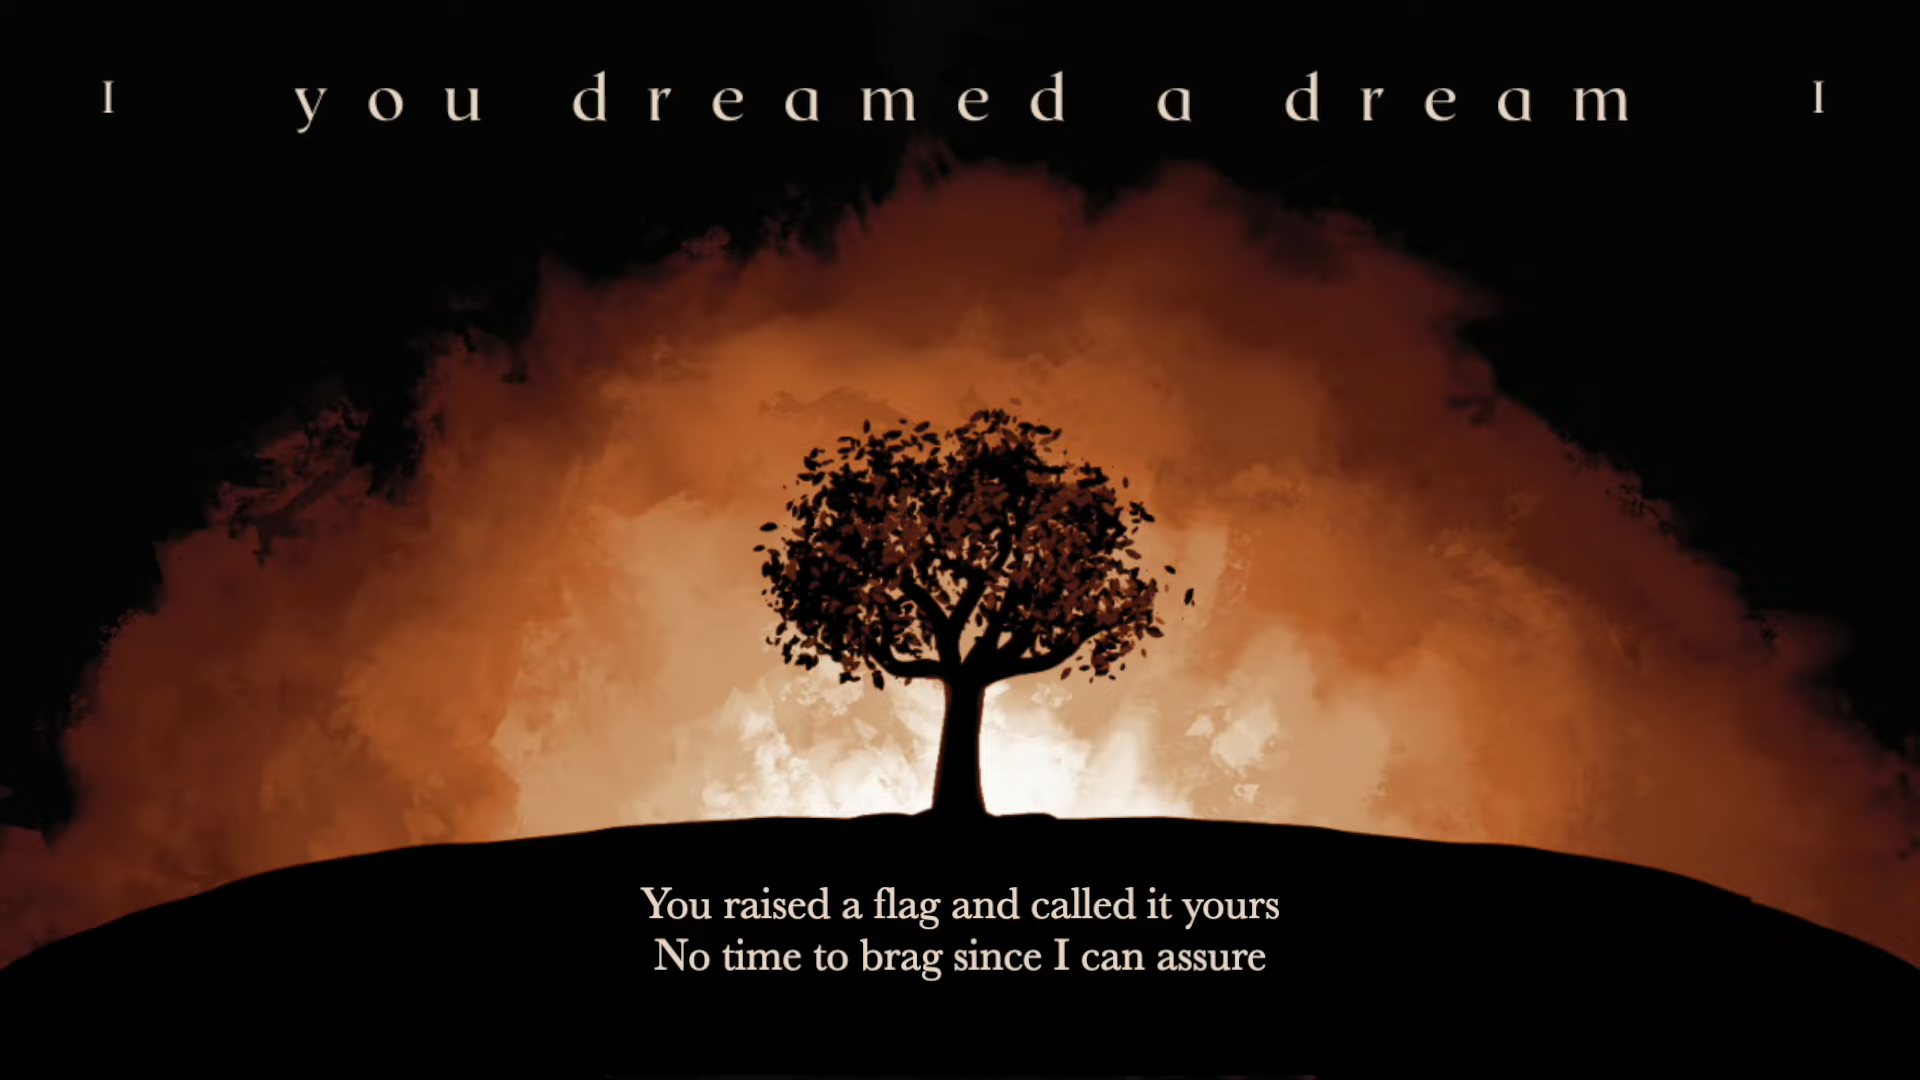 I you dreamed a dream I
You raised a flag and called it yours
No time to brag since I can assure